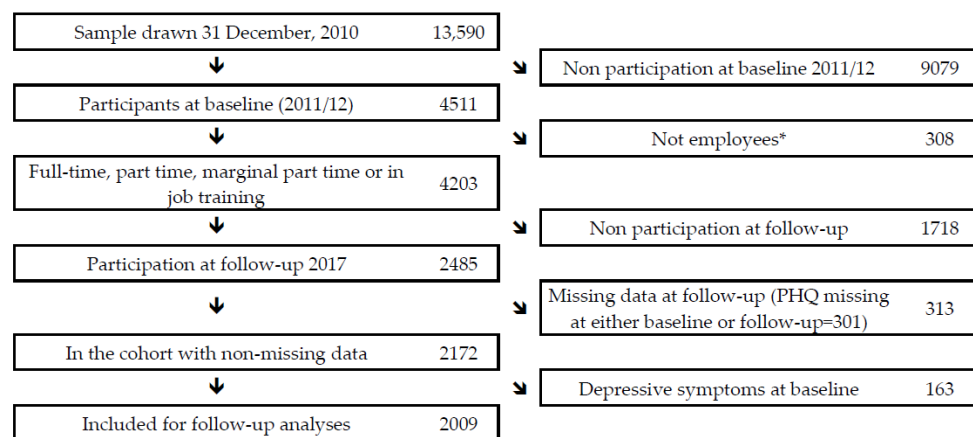 Sample drawn 31 December, 2010 13,590
Non participation at baseline 2011/12 9079
Participants at baseline (2011/12) 4511
Not employees* 308
Full-time, part time, marginal part time or in
job training 4203
Non participation at follow-up 1718
Participation at follow-up 2017 2485
Missing data at follow-up (PHQ missing
at either baseline or follow-up=301) 313
In the cohort with non-missing data 2172
Depressive symptoms at baseline 163
Included for follow-up analyses 2009